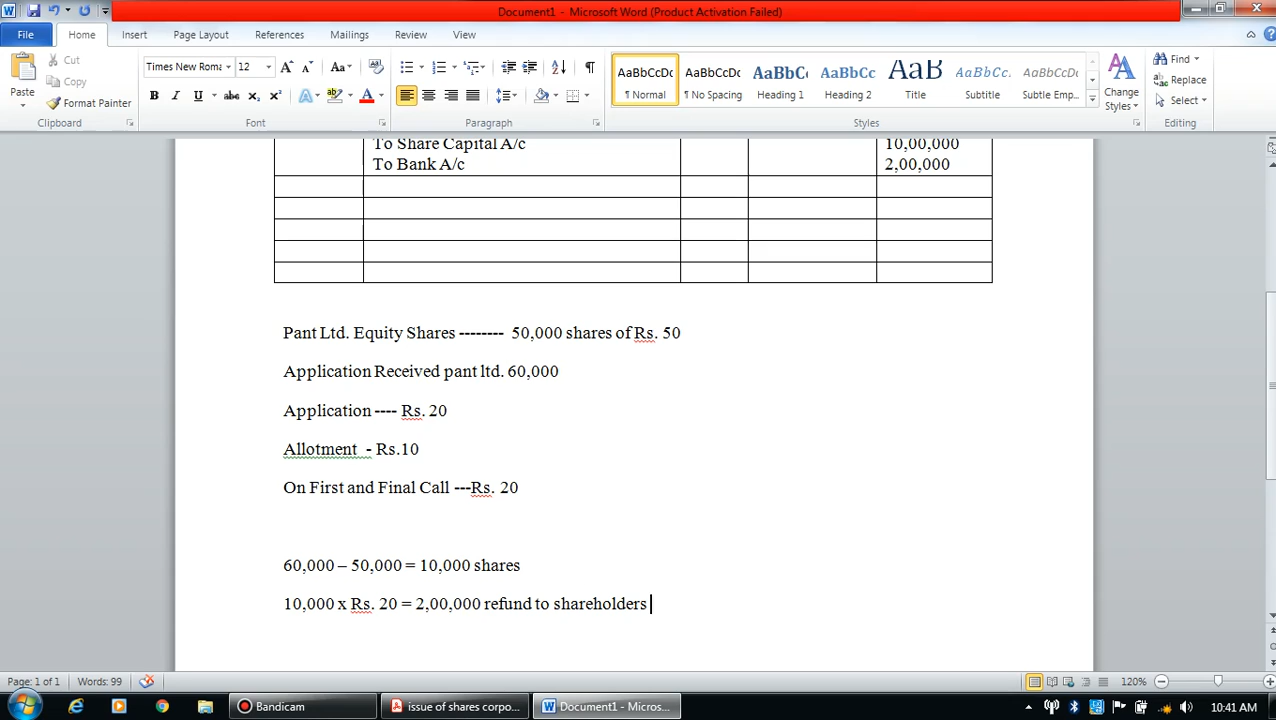 Document1 - Microsoft Word (Product Activation Failed)
File Home Insert Page Layout References Mailings Review View
Paste Cut Copy Format Painter
Times New Roma 12 Aa
AaBbCcDc ¶ Normal AaBbCcDc ¶ No Spacing AaBbCc Heading 1 AaBbCc Heading 2 AaB Title AaBbCc. Subtitle AaBbCcDc Subtle Emp...
Change Styles
Find Replace Select
Clipboard Font Paragraph Styles Editing
To Share Capital A/c 10,00,000
To Bank A/c 2,00,000
Pant Ltd. Equity Shares -------- 50,000 shares of Rs. 50
Application Received pant ltd. 60,000
Application ---- Rs. 20
Allotment - Rs.10
On First and Final Call ---Rs. 20
60,000 – 50,000 = 10,000 shares
10,000 x Rs. 20 = 2,00,000 refund to shareholders
Page: 1 of 1 Words: 99 120%
Bandicam issue of shares corpo... Document1 - Micros... 10:41 AM